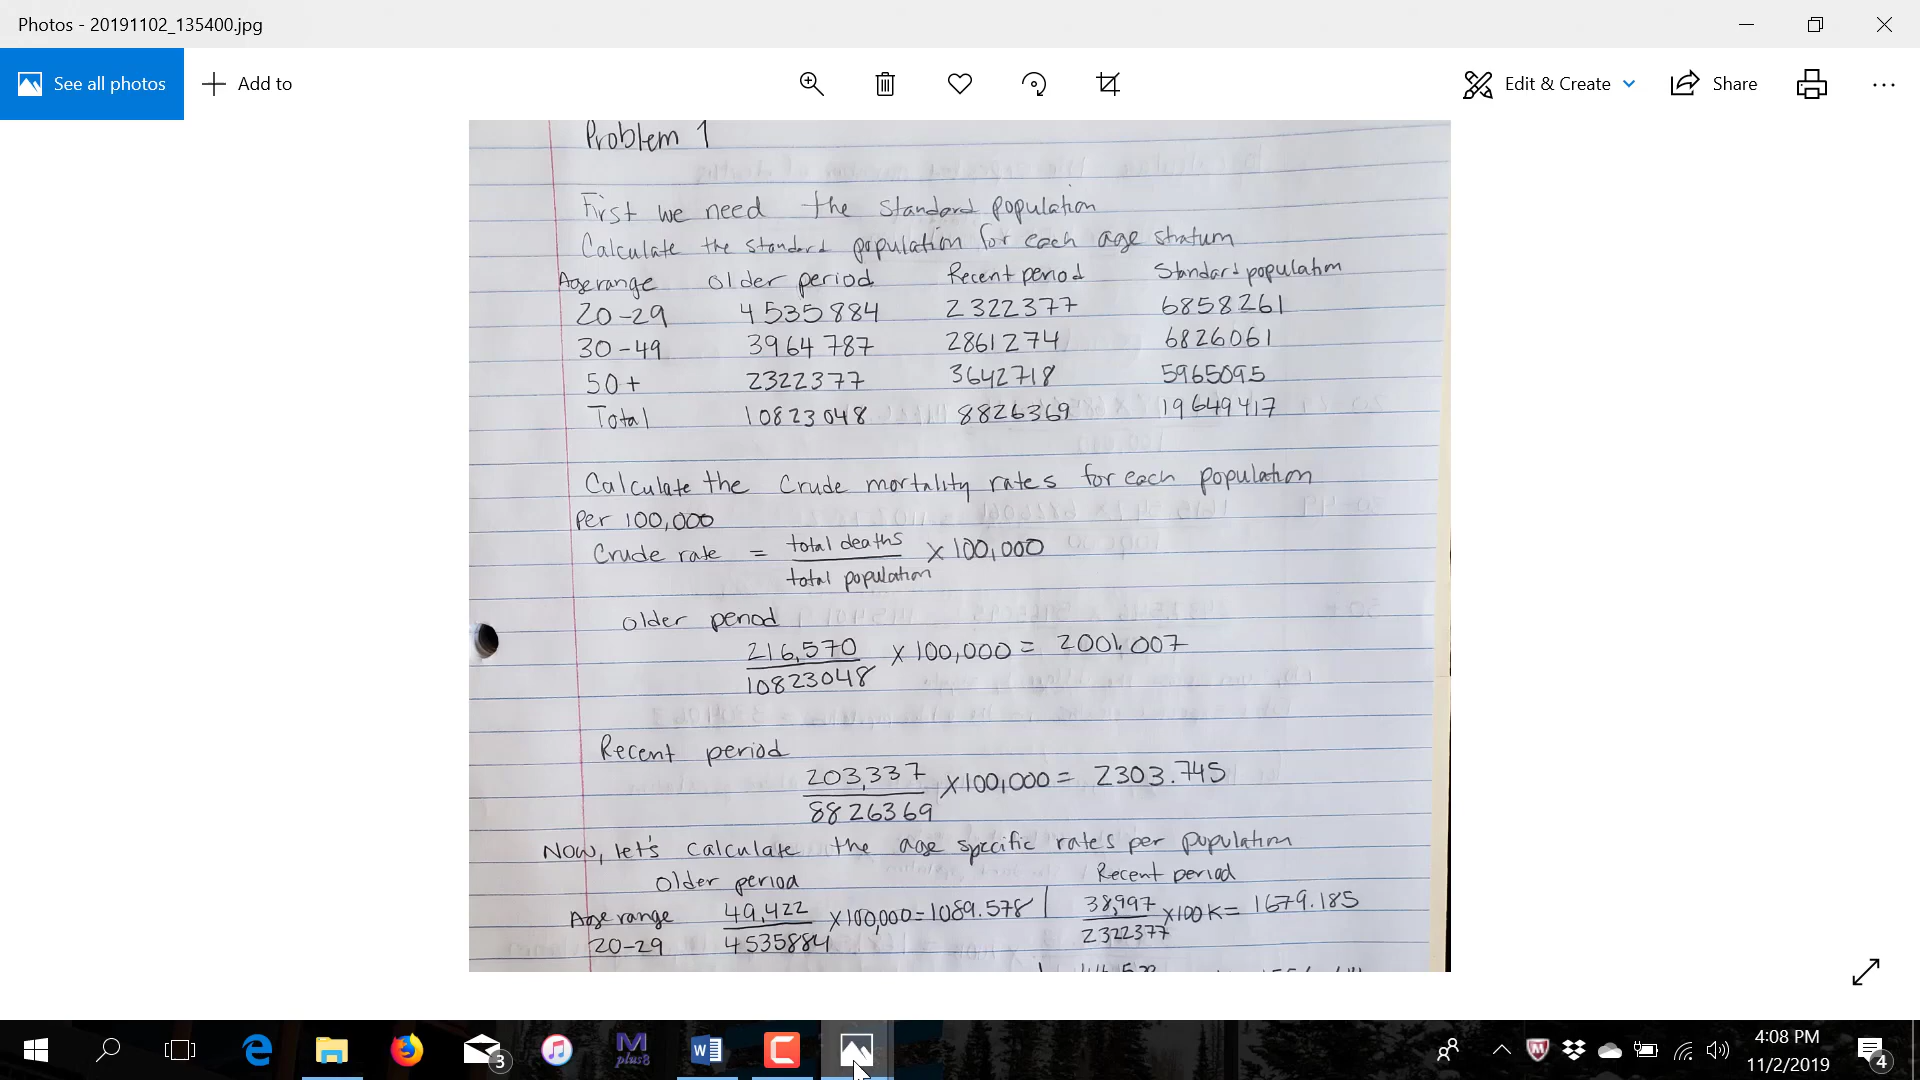 Photos - 20191102_135400.jpg
See all photos
Add to
Edit & Create
Share
Problem 1
First we need the standard population
Calculate the standard population for each age stratum
Age range older period Recent period Standard population
20-29 4535884 2322377 6858261
30-49 3964787 2861274 6826061
50+ 2322377 3642718 5965095
Total 10823048 8826369 19649417
Calculate the Crude mortality rates for each population
Per 100,000
Crude rate = total deaths × 100,000
total population
older period
216,570 × 100,000 = 2001.007
10823048
Recent period
203,337 ×100,000 = 2303.745
8826369
Now, let's calculate the age specific rates per population
Older period Recent period
Age range 49,422 ×100,000=1089.578 38,997 ×100K= 1679.185
20-29 4535884 2322377
M
plus8
3
4:08 PM
11/2/2019
4